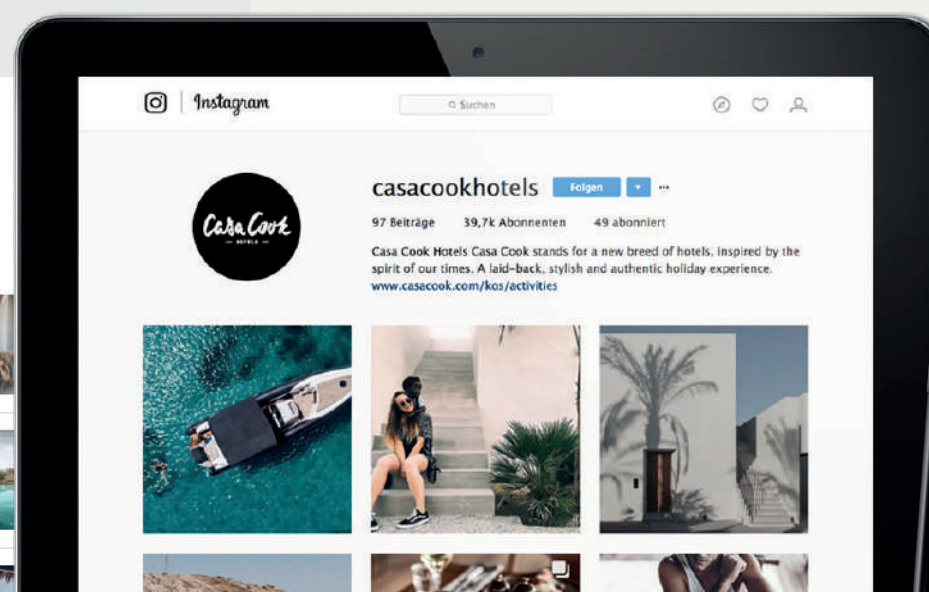 Instagram
Suchen
casacookhotels Folgen
97 Beiträge 39,7k Abonnenten 49 abonniert
Casa Cook Hotels Casa Cook stands for a new breed of hotels, inspired by the
spirit of our times. A laid-back, stylish and authentic holiday experience.
www.casacook.com/kos/activities
Casa Cook
HOTELS